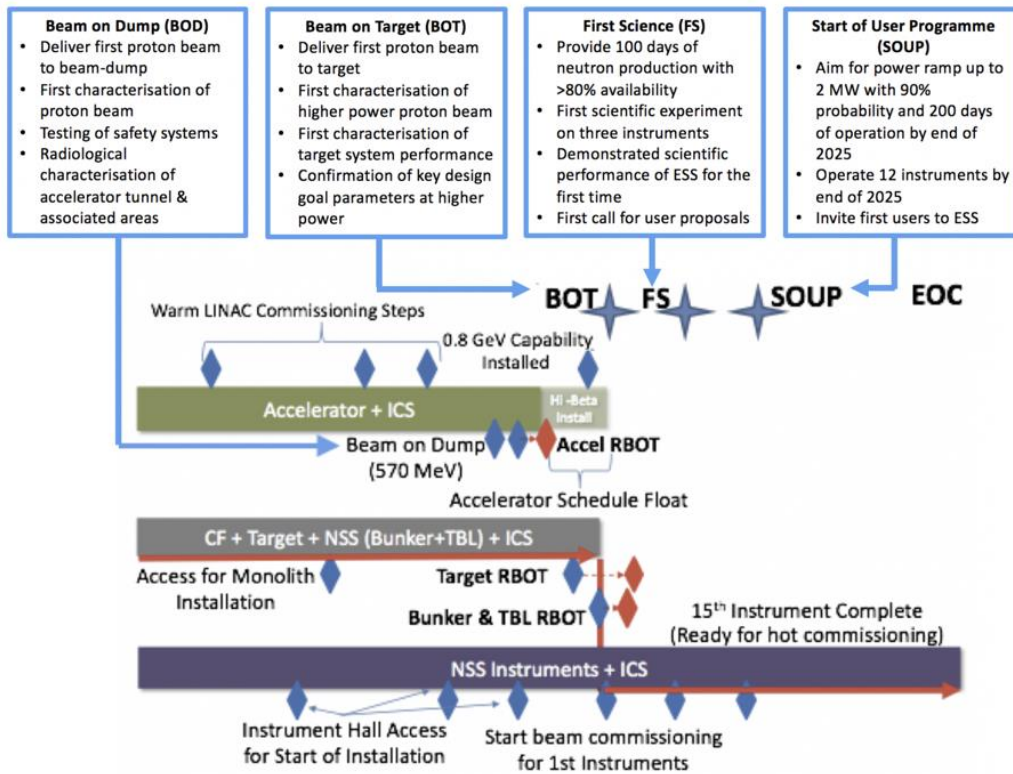 Beam on Dump (BOD)
• Deliver first proton beam
to beam-dump
• First characterisation of
proton beam
• Testing of safety systems
• Radiological
characterisation of
accelerator tunnel &
associated areas
Beam on Target (BOT)
• Deliver first proton beam
to target
• First characterisation of
higher power proton beam
• First characterisation of
target system performance
• Confirmation of key design
goal parameters at higher
power
First Science (FS)
• Provide 100 days of
neutron production with
>80% availability
• First scientific experiment
on three instruments
• Demonstrated scientific
performance of ESS for the
first time
• First call for user proposals
Start of User Programme
(SOUP)
• Aim for power ramp up to
2 MW with 90%
probability and 200 days
of operation by end of
2025
• Operate 12 instruments by
end of 2025
• Invite first users to ESS
BOT
FS
SOUP
EOC
Warm LINAC Commissioning Steps
0.8 GeV Capability
Installed
Accelerator + ICS
Hi -Beta
Install
Beam on Dump
(570 MeV)
Accel RBOT
Accelerator Schedule Float
CF + Target + NSS (Bunker+TBL) + ICS
Access for Monolith
Installation
Target RBOT
Bunker & TBL RBOT
15th Instrument Complete
(Ready for hot commissioning)
NSS Instruments + ICS
Instrument Hall Access
for Start of Installation
Start beam commissioning
for 1st Instruments